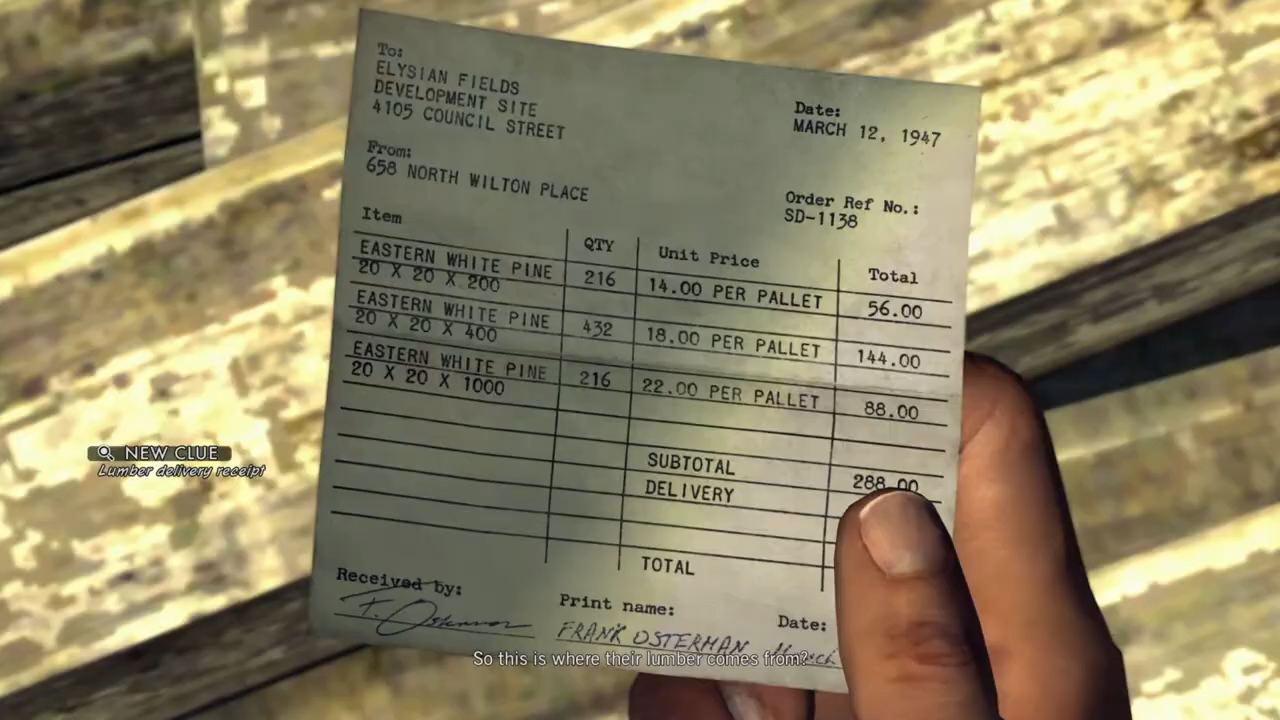 To:
ELYSIAN FIELDS
DEVELOPMENT SITE
4105 COUNCIL STREET
Date:
MARCH 12, 1947
From:
658 NORTH WILTON PLACE
Order Ref No.:
SD-1138
Item QTY Unit Price Total
EASTERN WHITE PINE
20 X 20 X 200 216 14.00 PER PALLET 56.00
EASTERN WHITE PINE
20 X 20 X 400 432 18.00 PER PALLET 144.00
EASTERN WHITE PINE
20 X 20 X 1000 216 22.00 PER PALLET 88.00
SUBTOTAL 288.00
DELIVERY
TOTAL
Received by: Print name: Date:
F. Osterman FRANK OSTERMAN March
NEW CLUE
Lumber delivery receipt
So this is where their lumber comes from?